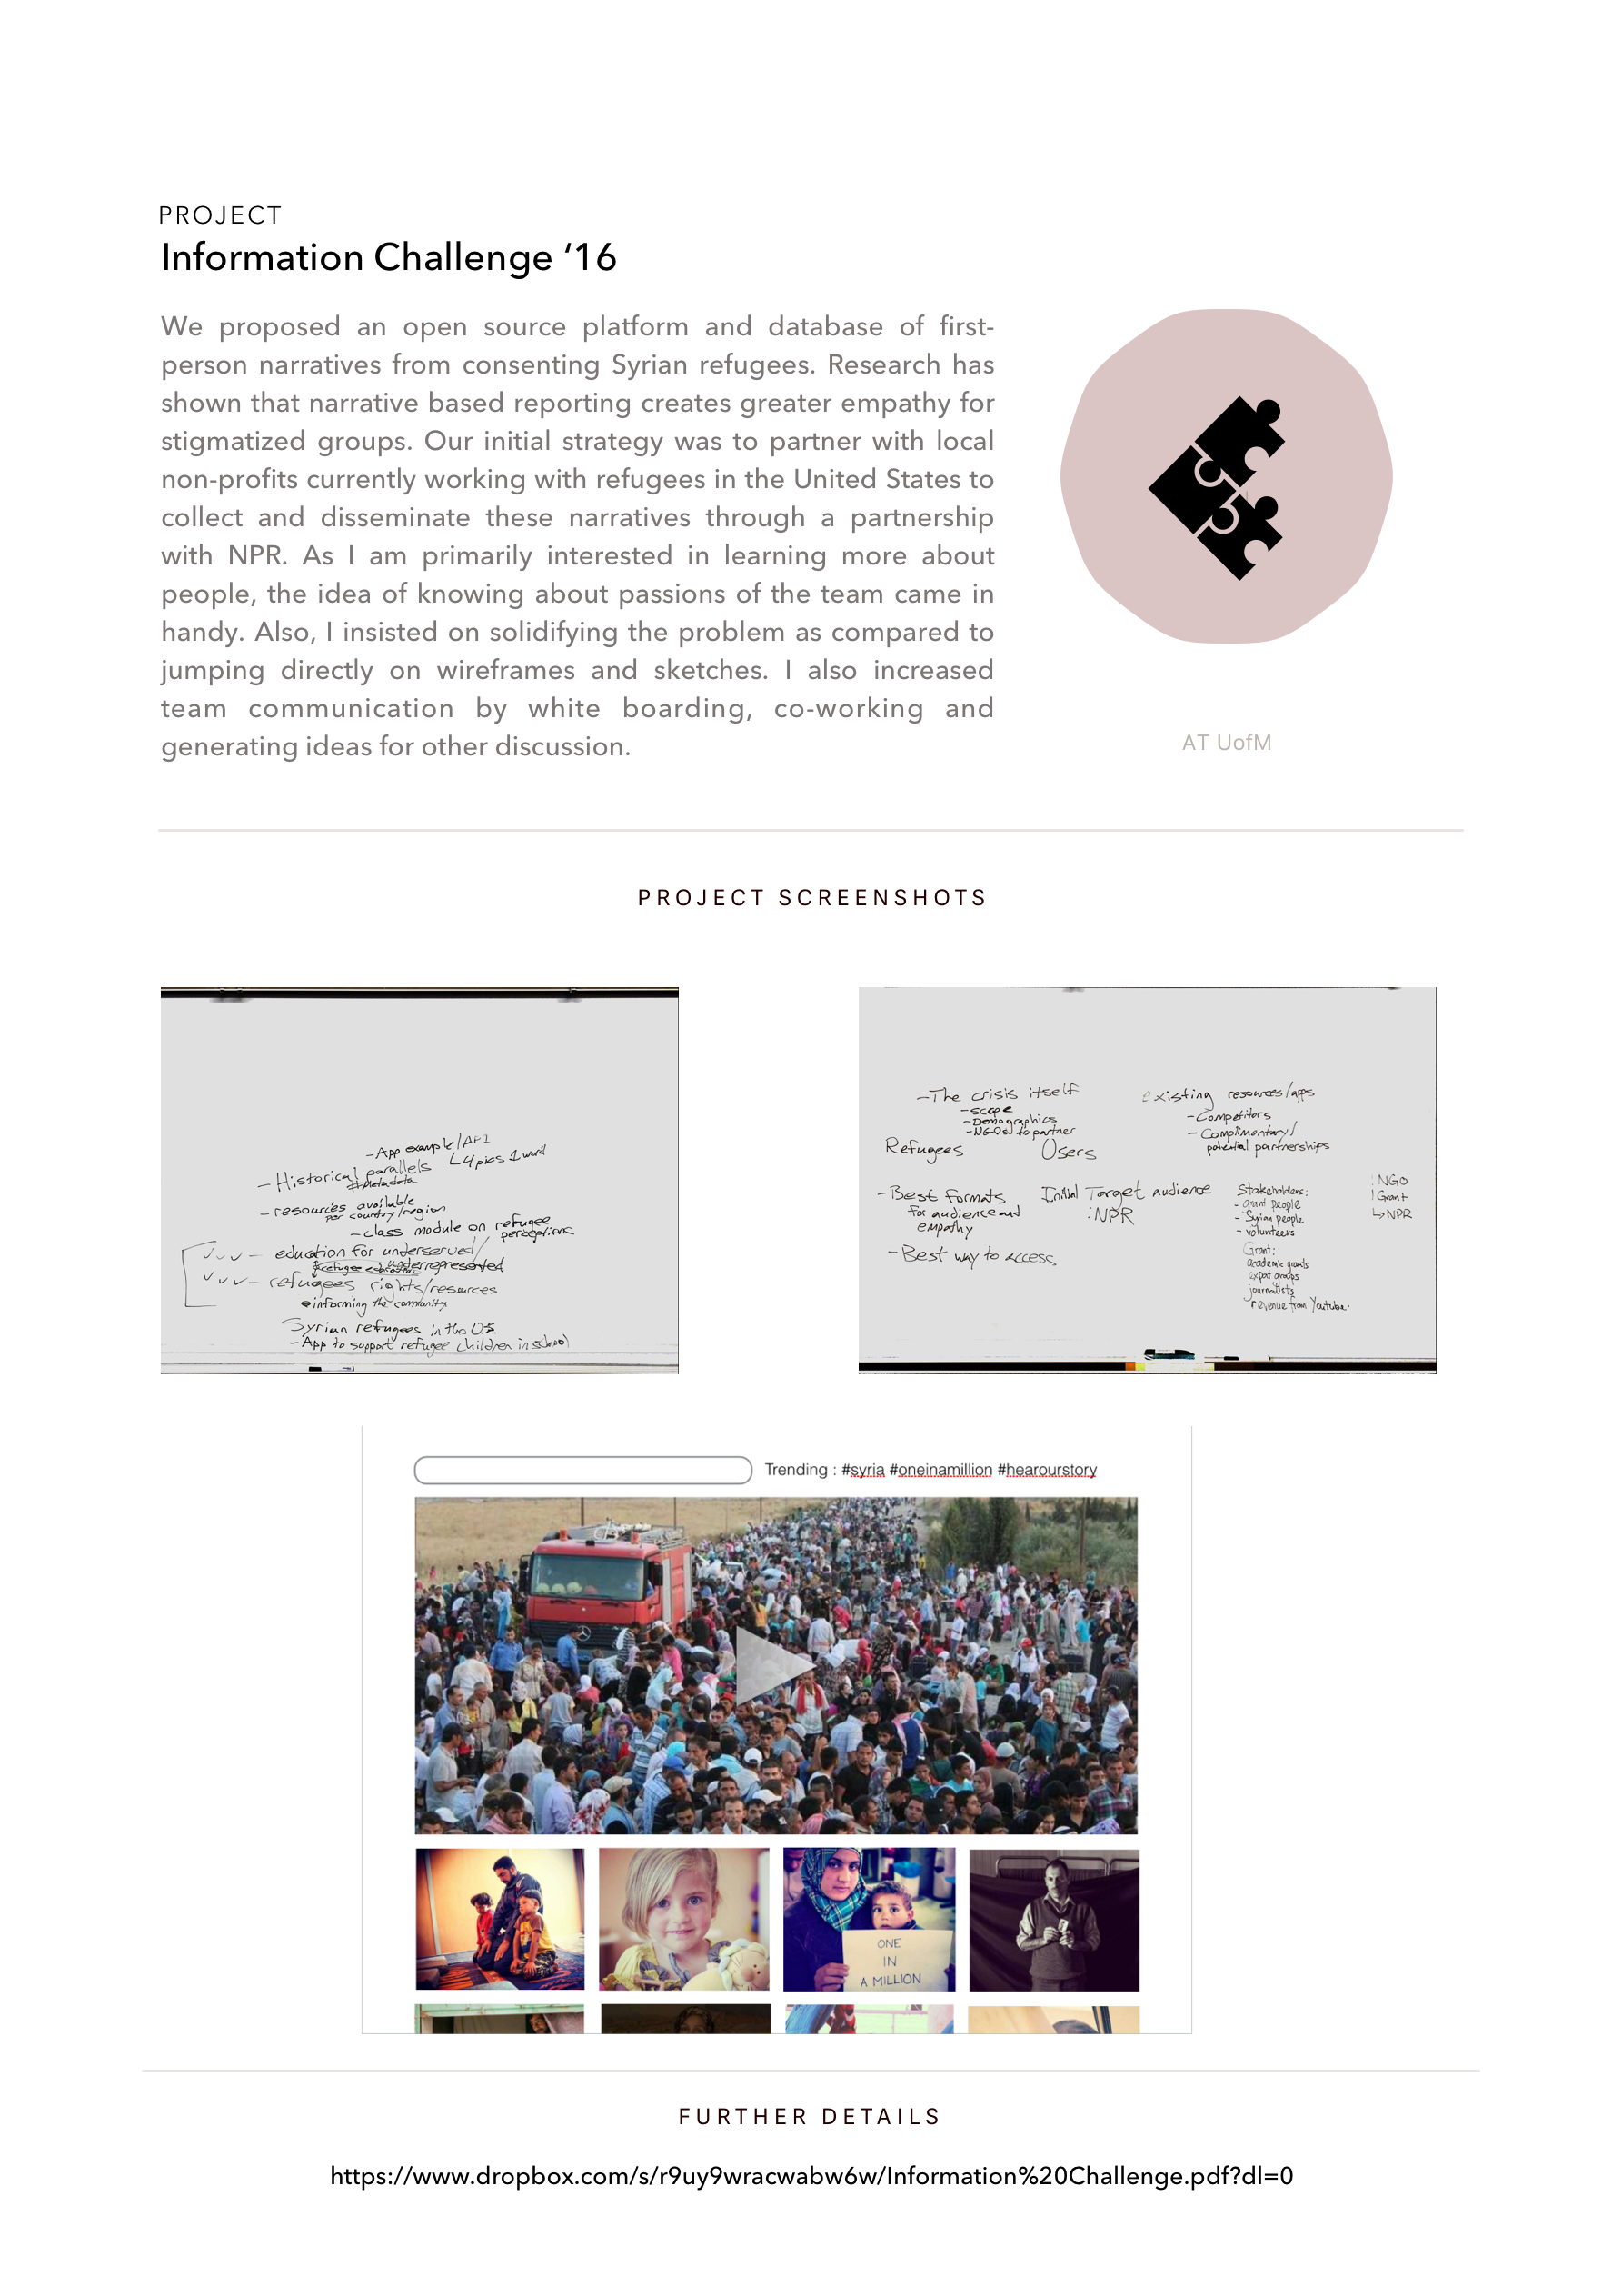 PROJECT
Information Challenge ‘16
We proposed an open source platform and database of first-
person narratives from consenting Syrian refugees. Research has
shown that narrative based reporting creates greater empathy for
stigmatized groups. Our initial strategy was to partner with local
non-profits currently working with refugees in the United States to
collect and disseminate these narratives through a partnership
with NPR. As I am primarily interested in learning more about
people, the idea of knowing about passions of the team came in
handy. Also, I insisted on solidifying the problem as compared to
jumping directly on wireframes and sketches. I also increased
team communication by white boarding, co-working and
generating ideas for other discussion.
AT UofM
PROJECT SCREENSHOTS
-App example/API
↳4 pics 1 word
-Historical parallels
-resources available
per country/region
-class module on refugee
perceptions
✓✓✓- education for underserved/
underrepresented
✓✓✓- refugees rights/resources
informing the community
Syrian refugees in the U.S.
-App to support refugee children in school
-The crisis itself
-scope
-Demographics
-NGOs to partner
Refugees
Users
-Best formats
for audience and
empathy
-Best way to access
Initial Target audience
:NPR
existing resources/apps
-Competitors
-Complimentary/
potential partnerships
Stakeholders:
- grant people
- Syrian people
- volunteers
Grant:
academic grants
expat groups
journalists
revenue from Youtube.
NGO
Grant
↳NPR
Trending : #syria #oneinamillion #hearourstory
ONE
IN
A MILLION
FURTHER DETAILS
https://www.dropbox.com/s/r9uy9wracwabw6w/Information%20Challenge.pdf?dl=0